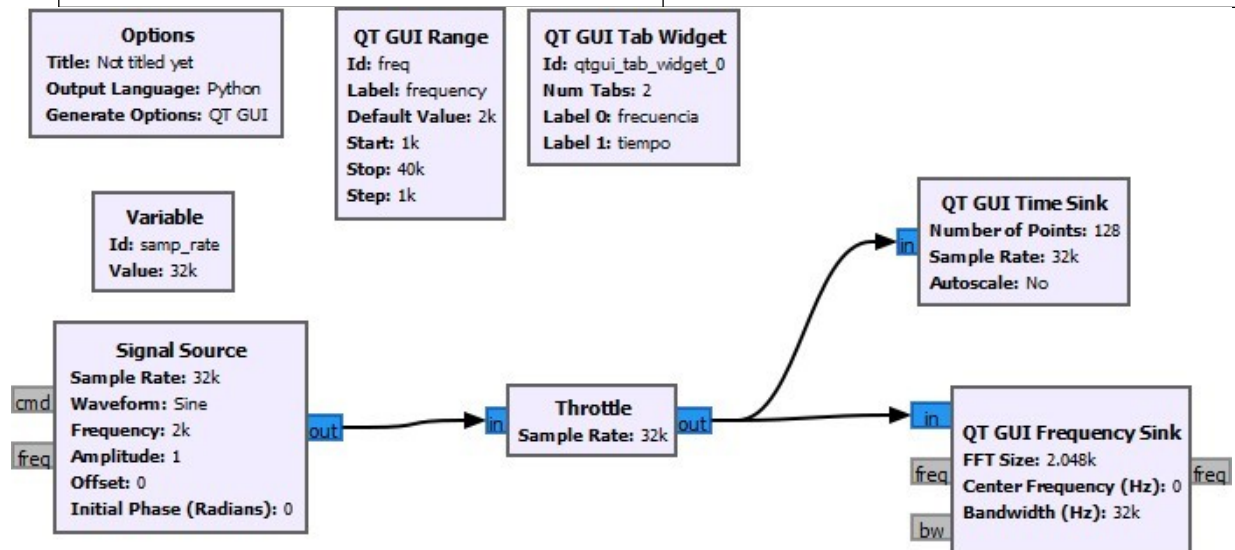 Options
Title: Not titled yet
Output Language: Python
Generate Options: QT GUI
QT GUI Range
Id: freq
Label: frequency
Default Value: 2k
Start: 1k
Stop: 40k
Step: 1k
QT GUI Tab Widget
Id: qtgui_tab_widget_0
Num Tabs: 2
Label 0: frecuencia
Label 1: tiempo
Variable
Id: samp_rate
Value: 32k
QT GUI Time Sink
in
Number of Points: 128
Sample Rate: 32k
Autoscale: No
Signal Source
cmd
freq
Sample Rate: 32k
Waveform: Sine
Frequency: 2k
Amplitude: 1
Offset: 0
Initial Phase (Radians): 0
out
in
Throttle
Sample Rate: 32k
out
in
freq
bw
QT GUI Frequency Sink
FFT Size: 2.048k
Center Frequency (Hz): 0
Bandwidth (Hz): 32k
freq